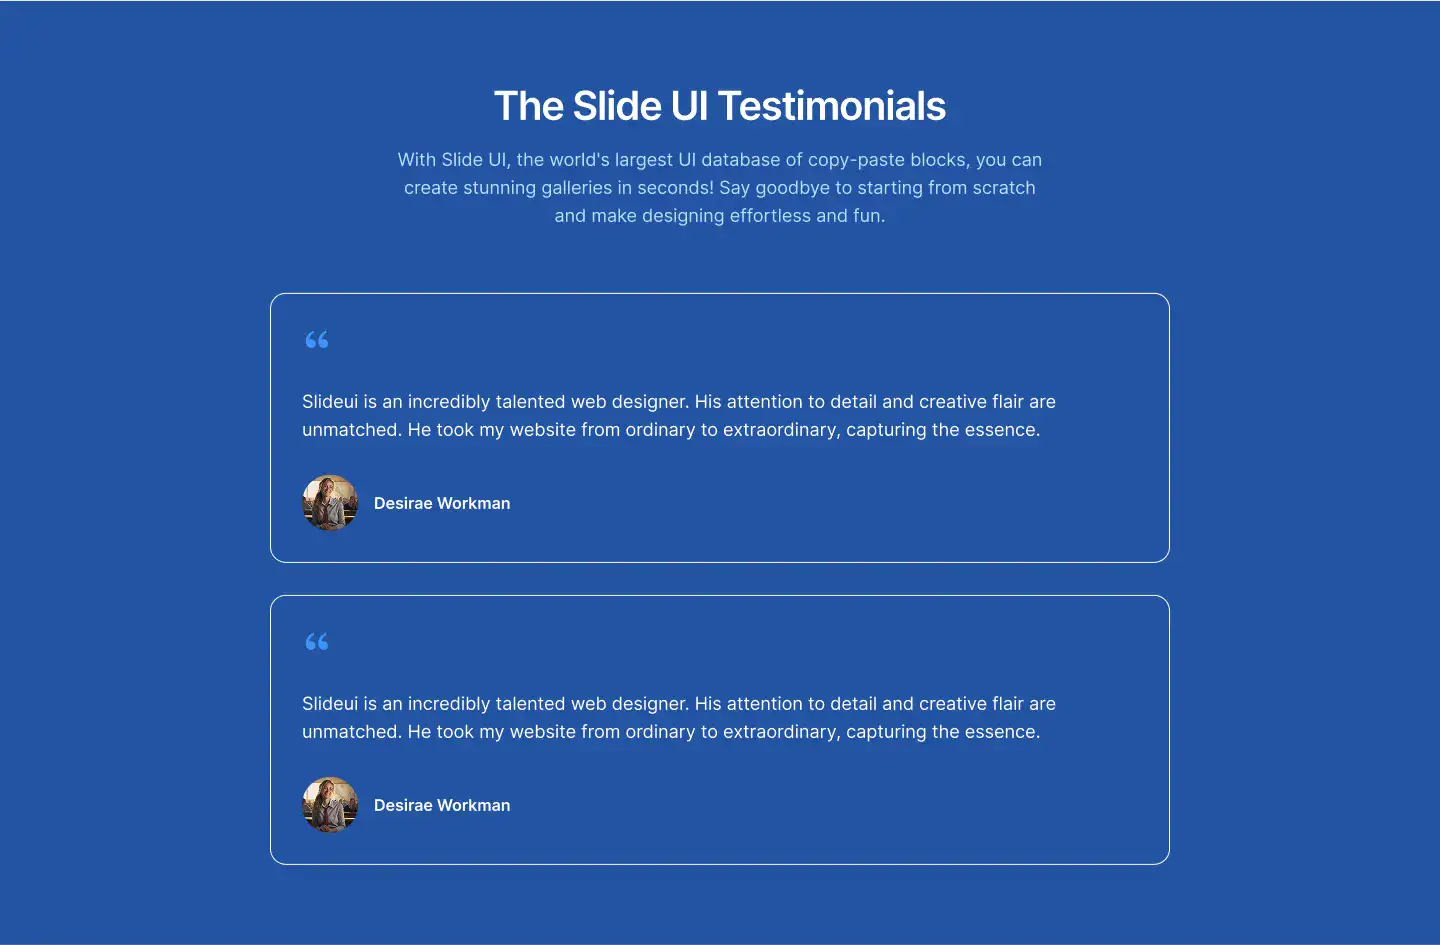 The Slide UI Testimonials
With Slide UI, the world's largest UI database of copy-paste blocks, you can
create stunning galleries in seconds! Say goodbye to starting from scratch
and make designing effortless and fun.
“
Slideui is an incredibly talented web designer. His attention to detail and creative flair are
unmatched. He took my website from ordinary to extraordinary, capturing the essence.
Desirae Workman
“
Slideui is an incredibly talented web designer. His attention to detail and creative flair are
unmatched. He took my website from ordinary to extraordinary, capturing the essence.
Desirae Workman